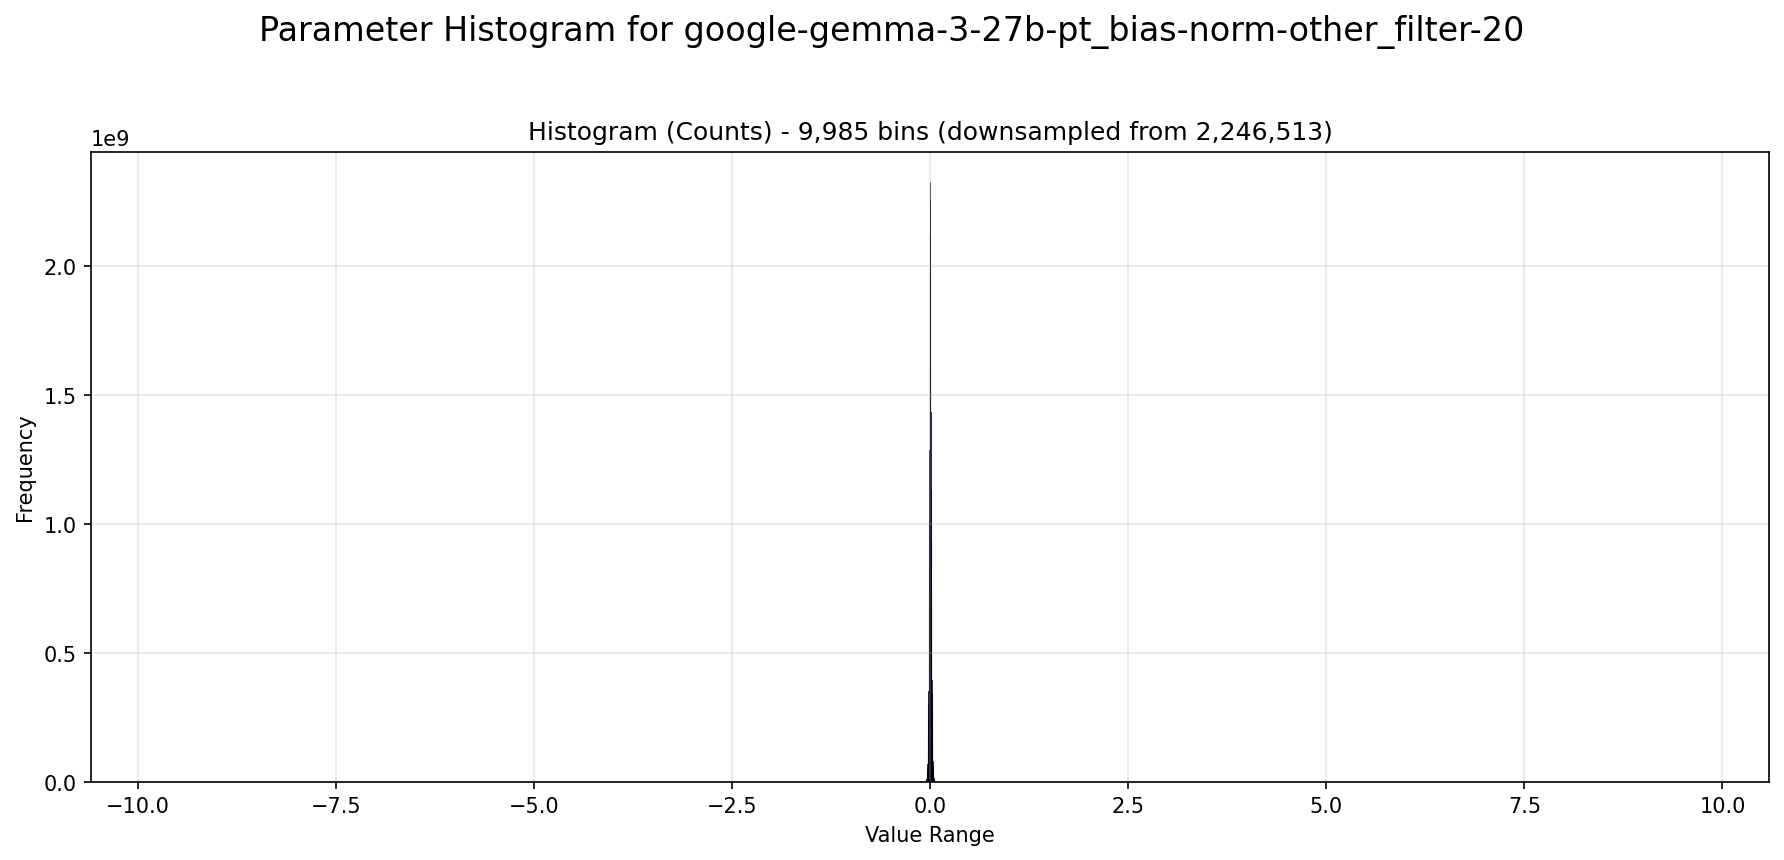 Parameter Histogram for google-gemma-3-27b-pt_bias-norm-other_filter-20
Histogram (Counts) - 9,985 bins (downsampled from 2,246,513)
1e9
2.0
1.5
1.0
0.5
0.0
Frequency
−10.0 −7.5 −5.0 −2.5 0.0 2.5 5.0 7.5 10.0
Value Range